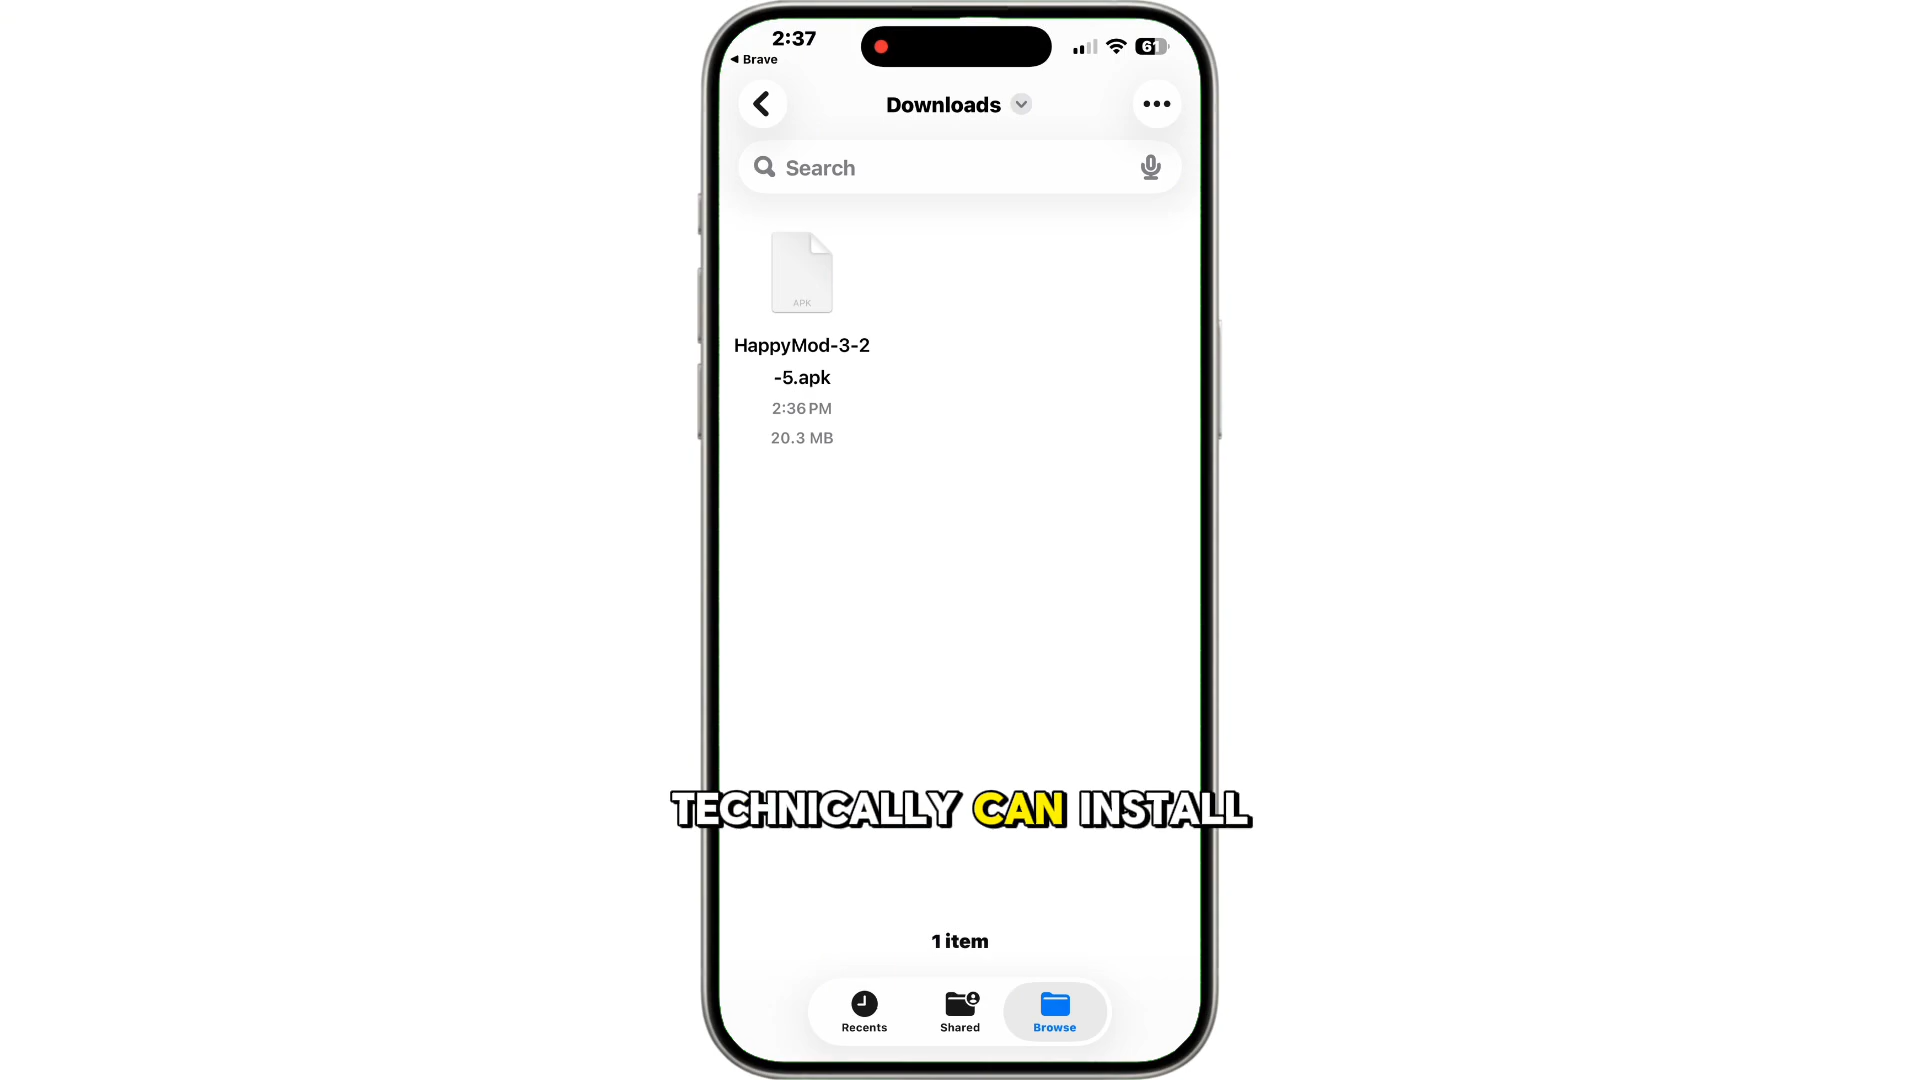 2:37
61
◀ Brave
Downloads
Search
APK
HappyMod-3-2
-5.apk
2:36 PM
20.3 MB
TECHNICALLY CAN INSTALL
1 item
Recents
Shared
Browse